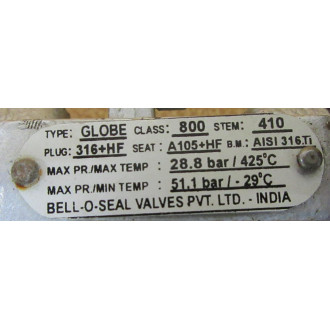 TYPE: GLOBE CLASS: 800 STEM: 410
PLUG: 316+HF SEAT: A105+HF B.M: AISI 316.Ti
MAX PR./MAX TEMP : 28.8 bar / 425°C
MAX PR./MIN TEMP : 51.1 bar / - 29°C
BELL-O-SEAL VALVES PVT. LTD. - INDIA